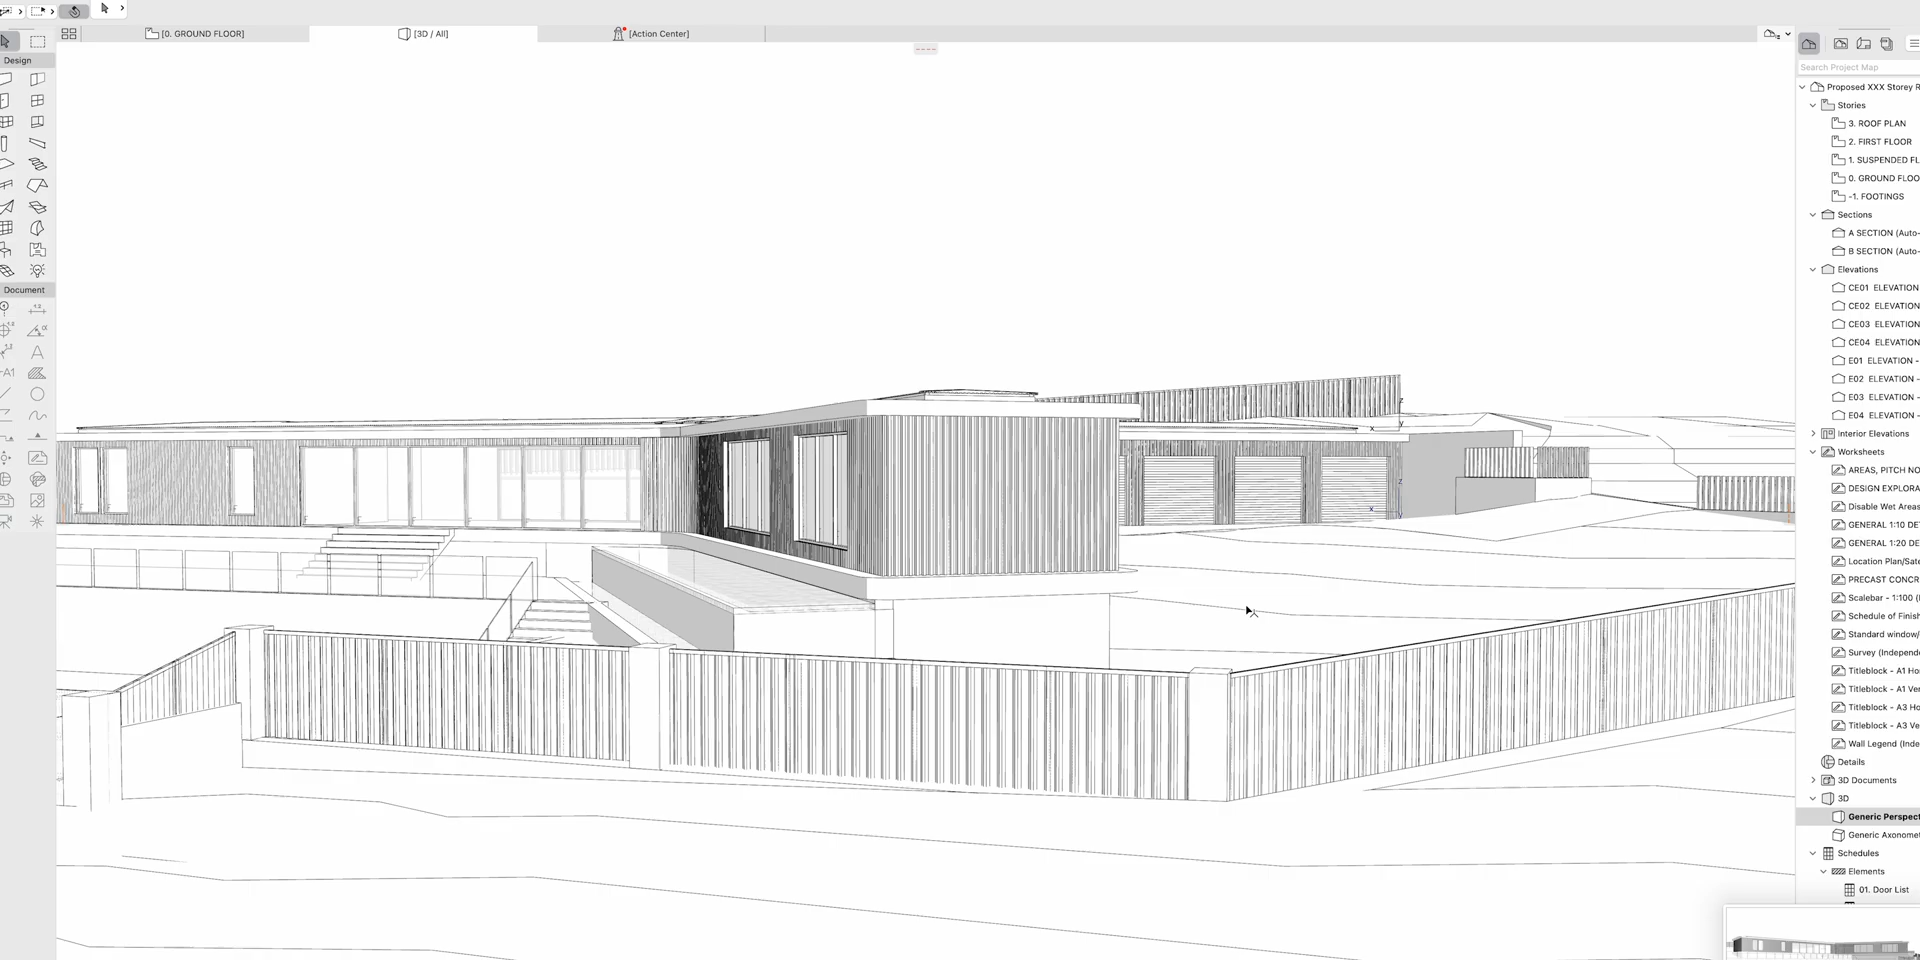 [0. GROUND FLOOR]
[3D / All]
[Action Center]
Design
Document
Search Project Map
Proposed XXX Storey R
Stories
3. ROOF PLAN
2. FIRST FLOOR
1. SUSPENDED FL
0. GROUND FLOO
-1. FOOTINGS
Sections
A SECTION (Auto-
B SECTION (Auto-
Elevations
CE01 ELEVATION
CE02 ELEVATION
CE03 ELEVATION
CE04 ELEVATION
E01 ELEVATION -
E02 ELEVATION -
E03 ELEVATION -
E04 ELEVATION -
Interior Elevations
Worksheets
AREAS, PITCH NO
DESIGN EXPLORA
Disable Wet Areas
GENERAL 1:10 DE
GENERAL 1:20 DE
Location Plan/Sate
PRECAST CONCR
Scalebar - 1:100 (
Schedule of Finish
Standard window/
Survey (Independ
Titleblock - A1 Ho
Titleblock - A1 Ver
Titleblock - A3 Ho
Titleblock - A3 Ve
Wall Legend (Inde
Details
3D Documents
3D
Generic Perspect
Generic Axonomet
Schedules
Elements
01. Door List